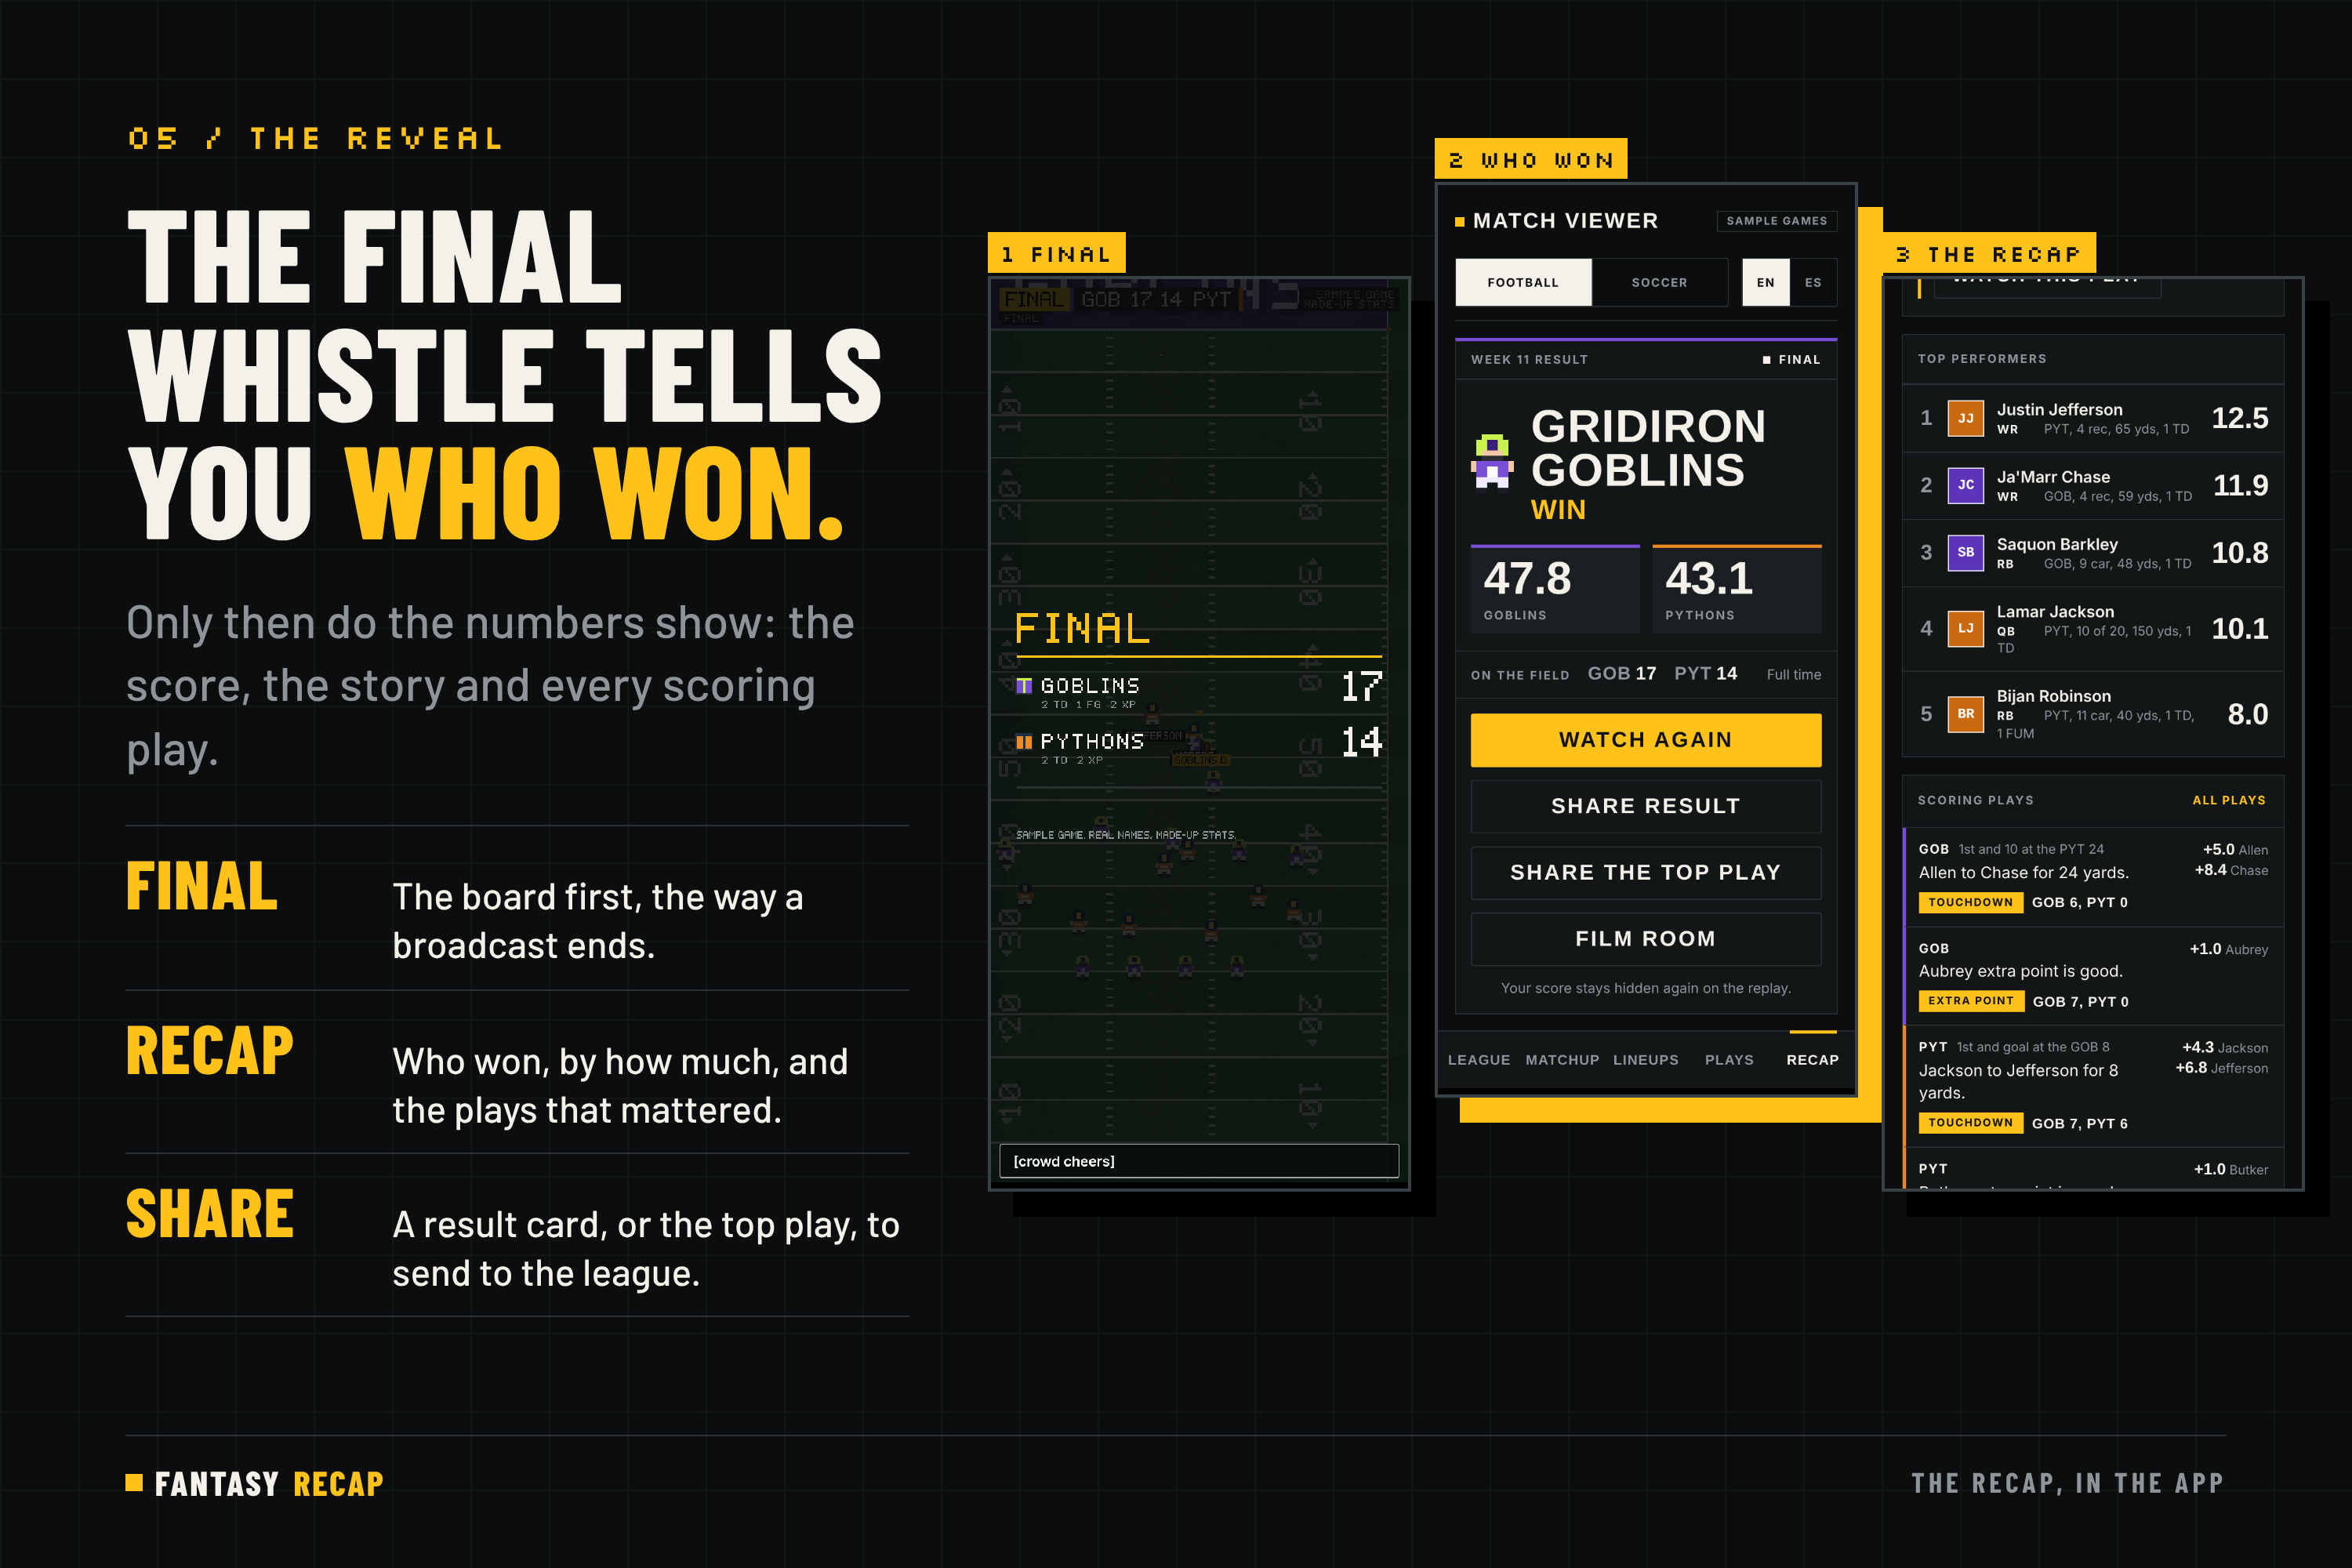 05 / THE REVEAL
THE FINAL
WHISTLE TELLS
YOU WHO WON.
Only then do the numbers show: the
score, the story and every scoring
play.
FINAL
The board first, the way a
broadcast ends.
RECAP
Who won, by how much, and
the plays that mattered.
SHARE
A result card, or the top play, to
send to the league.
1 FINAL
FINAL GOB 17 14 PYT
SAMPLE GAME
MADE-UP STATS
FINAL
FINAL
GOBLINS 17
2 TD 1 FG 2 XP
PYTHONS 14
2 TD 2 XP
GOBLINS D
SAMPLE GAME. REAL NAMES, MADE-UP STATS.
[crowd cheers]
2 WHO WON
MATCH VIEWER
SAMPLE GAMES
FOOTBALL SOCCER EN ES
WEEK 11 RESULT FINAL
GRIDIRON
GOBLINS
WIN
47.8 43.1
GOBLINS PYTHONS
ON THE FIELD GOB 17 PYT 14 Full time
WATCH AGAIN
SHARE RESULT
SHARE THE TOP PLAY
FILM ROOM
Your score stays hidden again on the replay.
LEAGUE MATCHUP LINEUPS PLAYS RECAP
3 THE RECAP
WATCH THIS PLAY
TOP PERFORMERS
1 JJ Justin Jefferson 12.5
WR PYT, 4 rec, 65 yds, 1 TD
2 JC Ja'Marr Chase 11.9
WR GOB, 4 rec, 59 yds, 1 TD
3 SB Saquon Barkley 10.8
RB GOB, 9 car, 48 yds, 1 TD
4 LJ Lamar Jackson 10.1
QB PYT, 10 of 20, 150 yds, 1
TD
5 BR Bijan Robinson 8.0
RB PYT, 11 car, 40 yds, 1 TD,
1 FUM
SCORING PLAYS ALL PLAYS
GOB 1st and 10 at the PYT 24 +5.0 Allen
Allen to Chase for 24 yards. +8.4 Chase
TOUCHDOWN GOB 6, PYT 0
GOB +1.0 Aubrey
Aubrey extra point is good.
EXTRA POINT GOB 7, PYT 0
PYT 1st and goal at the GOB 8 +4.3 Jackson
Jackson to Jefferson for 8 +6.8 Jefferson
yards.
TOUCHDOWN GOB 7, PYT 6
PYT +1.0 Butker
FANTASY RECAP
THE RECAP, IN THE APP